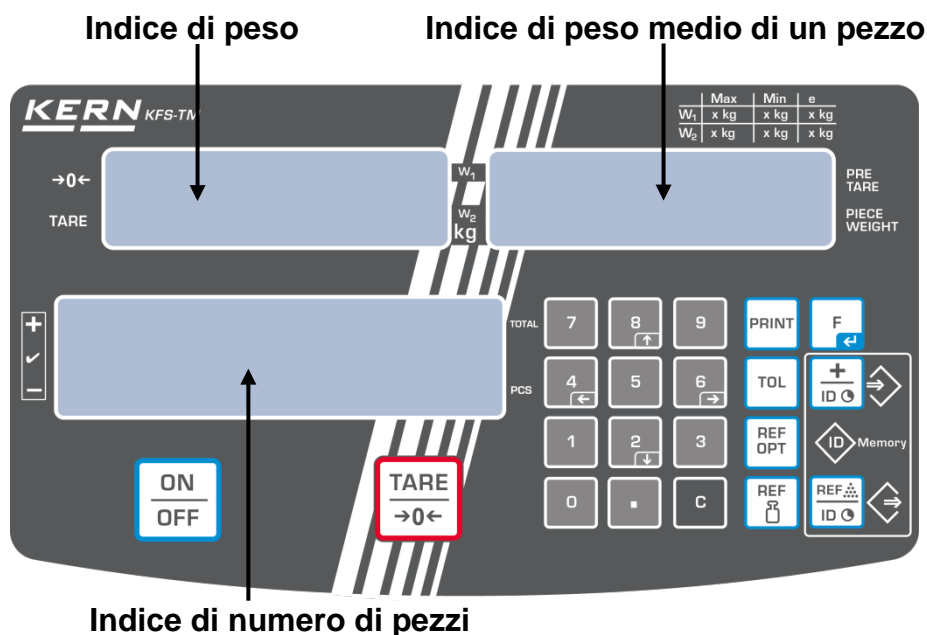 Indice di peso
Indice di peso medio di un pezzo
KERN KFS-TM
Max Min e
W1 x kg x kg x kg
W2 x kg x kg x kg
→0←
TARE
W1
W2
kg
PRE
TARE
PIECE
WEIGHT
+
✔
−
TOTAL
PCS
7 8 ↑ 9 PRINT F ↵
4 ← 5 6 → TOL + ID
1 2 ↓ 3 REF OPT ID Memory
0 . C REF REF ID
ON
OFF
TARE
→0←
Indice di numero di pezzi